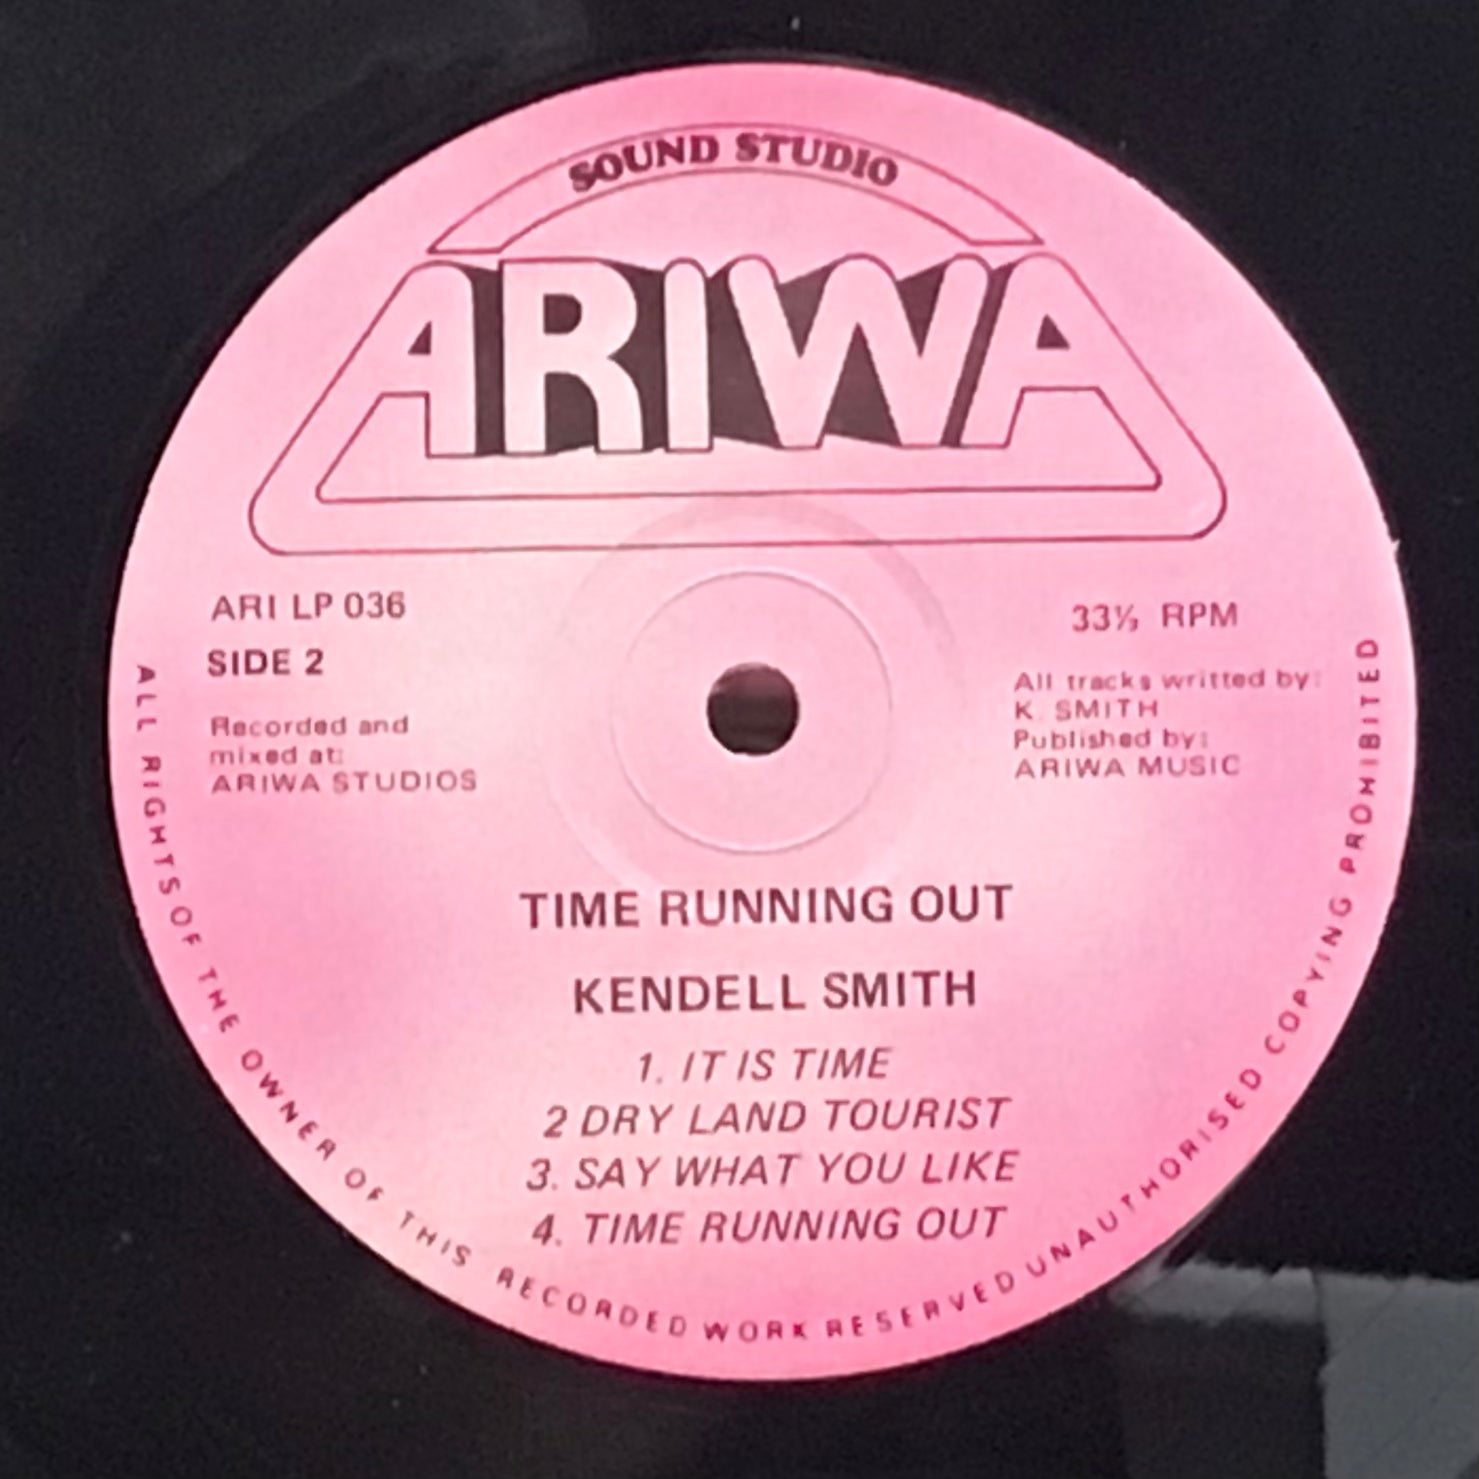 SOUND STUDIO
ARIWA
ARI LP 036
SIDE 2
Recorded and
mixed at:
ARIWA STUDIOS
33⅓ RPM
All tracks writted by:
K. SMITH
Published by:
ARIWA MUSIC
TIME RUNNING OUT
KENDELL SMITH
1. IT IS TIME
2 DRY LAND TOURIST
3. SAY WHAT YOU LIKE
4. TIME RUNNING OUT
ALL RIGHTS OF THE OWNER OF THIS RECORDED WORK RESERVED UNAUTHORISED COPYING PROHIBITED